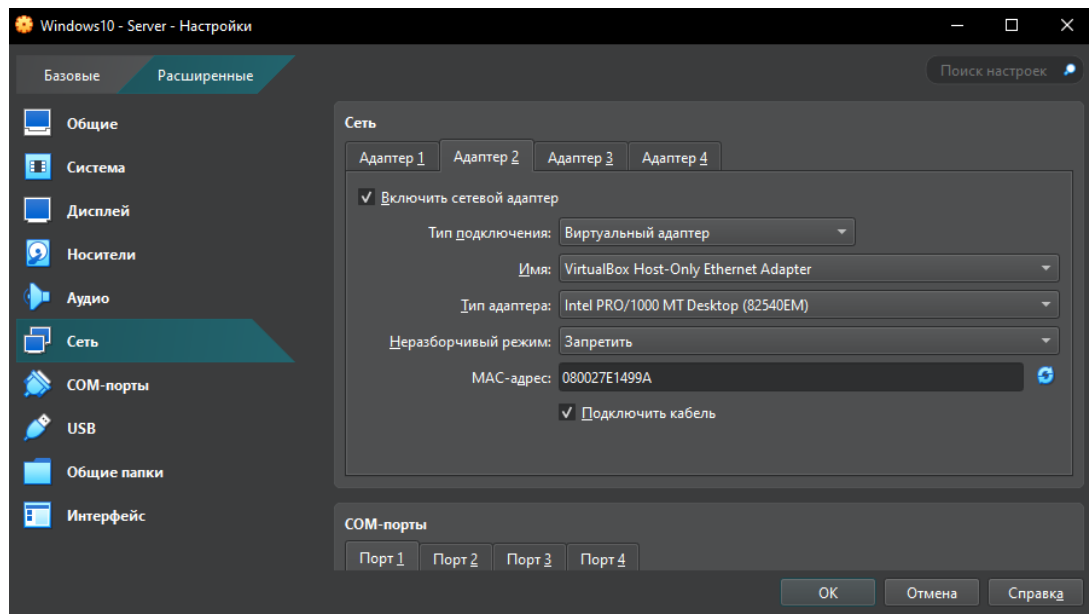 Windows10 - Server - Настройки
Базовые
Расширенные
Поиск настроек
Общие
Система
Дисплей
Носители
Аудио
Сеть
COM-порты
USB
Общие папки
Интерфейс
Сеть
Адаптер 1
Адаптер 2
Адаптер 3
Адаптер 4
Включить сетевой адаптер
Тип подключения: Виртуальный адаптер
Имя: VirtualBox Host-Only Ethernet Adapter
Тип адаптера: Intel PRO/1000 MT Desktop (82540EM)
Неразборчивый режим: Запретить
MAC-адрес: 080027E1499A
Подключить кабель
COM-порты
Порт 1
Порт 2
Порт 3
Порт 4
OK
Отмена
Справка